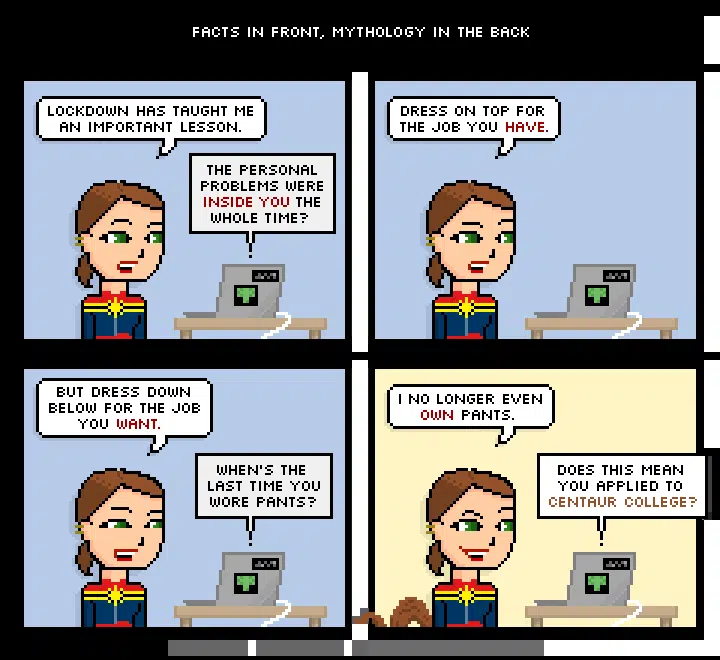 FACTS IN FRONT, MYTHOLOGY IN THE BACK
LOCKDOWN HAS TAUGHT ME
AN IMPORTANT LESSON.
THE PERSONAL
PROBLEMS WERE
INSIDE YOU THE
WHOLE TIME?
DRESS ON TOP FOR
THE JOB YOU HAVE.
BUT DRESS DOWN
BELOW FOR THE JOB
YOU WANT.
WHEN'S THE
LAST TIME YOU
WORE PANTS?
I NO LONGER EVEN
OWN PANTS.
DOES THIS MEAN
YOU APPLIED TO
CENTAUR COLLEGE?